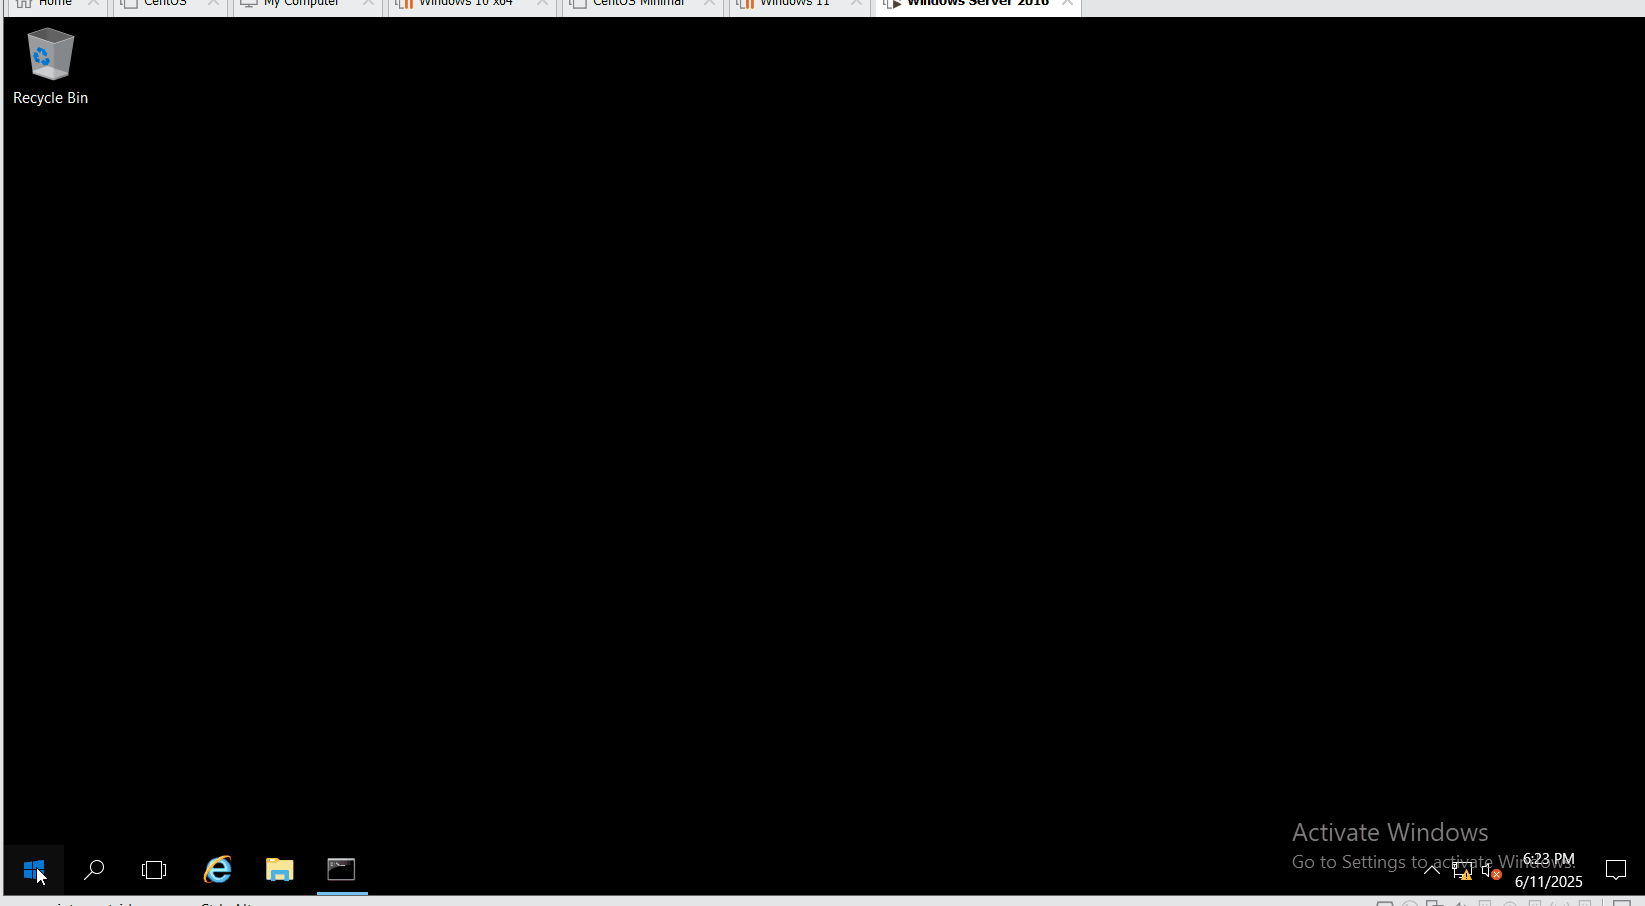 Home
CentOS
My Computer
Windows 10 x64
CentOS Minimal
Windows 11
Windows Server 2016
Recycle Bin
Activate Windows
Go to Settings to activate Windows.
6:23 PM
6/11/2025